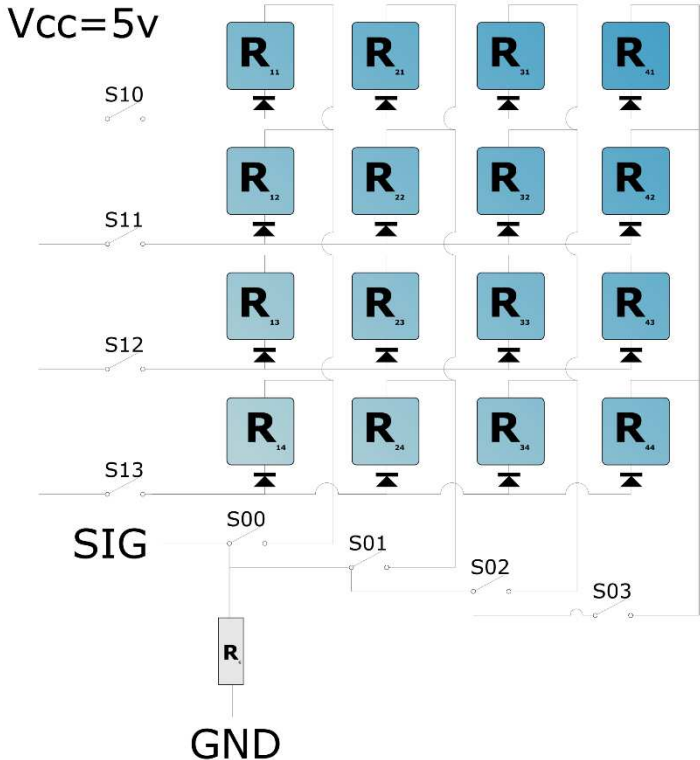 Vcc=5v
R11 R21 R31 R41
S10
R12 R22 R32 R42
S11
R13 R23 R33 R43
S12
R14 R24 R34 R44
S13
SIG
S00
S01
S02
S03
R
GND